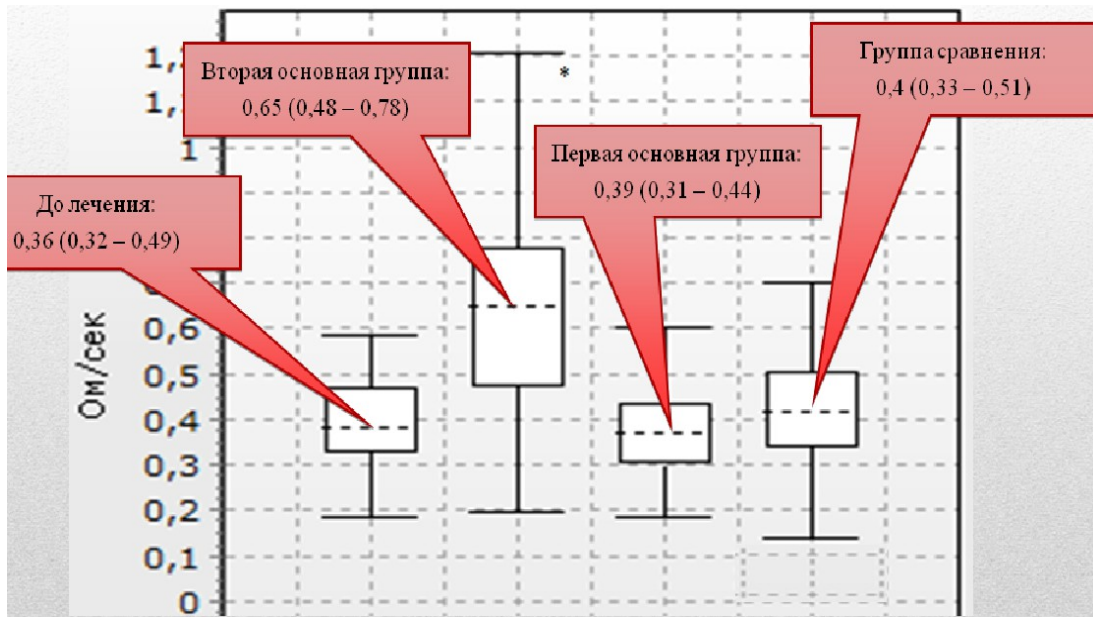 Вторая основная группа:
0,65 (0,48 – 0,78)
*
Группа сравнения:
0,4 (0,33 – 0,51)
Первая основная группа:
0,39 (0,31 – 0,44)
До лечения:
0,36 (0,32 – 0,49)
Ом/сек
1
0,6
0,5
0,4
0,3
0,2
0,1
0